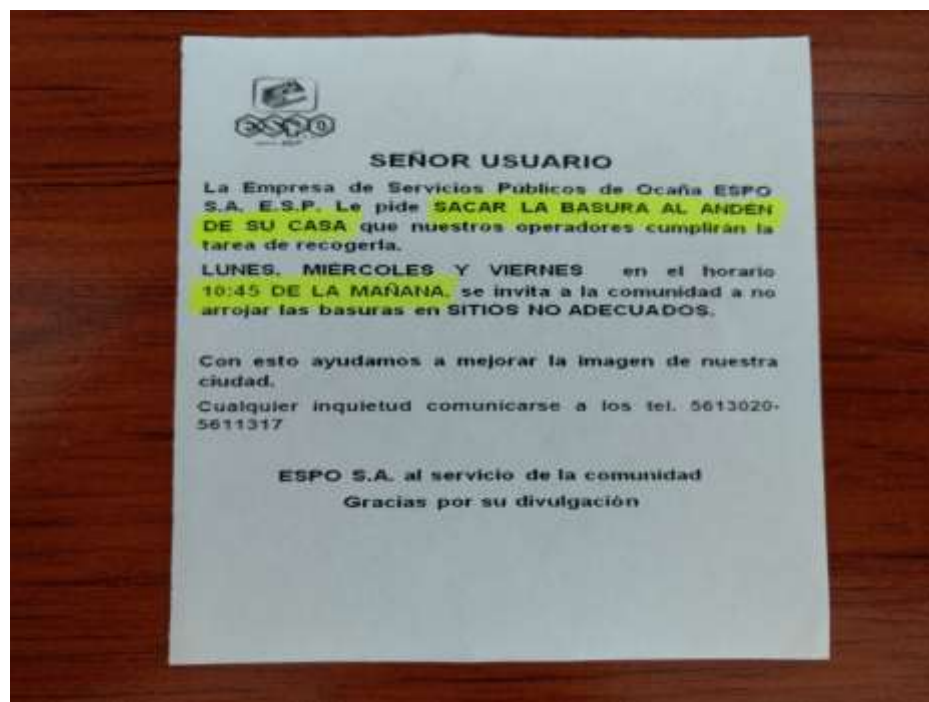 ESPO
SEÑOR USUARIO
La Empresa de Servicios Públicos de Ocaña ESPO
S.A. E.S.P. Le pide SACAR LA BASURA AL ANDEN
DE SU CASA que nuestros operadores cumplirán la
tarea de recogerla.
LUNES, MIERCOLES Y VIERNES en el horario
10:45 DE LA MAÑANA, se invita a la comunidad a no
arrojar las basuras en SITIOS NO ADECUADOS.
Con esto ayudamos a mejorar la imagen de nuestra
ciudad.
Cualquier inquietud comunicarse a los tel. 5613020-
5611317
ESPO S.A. al servicio de la comunidad
Gracias por su divulgación